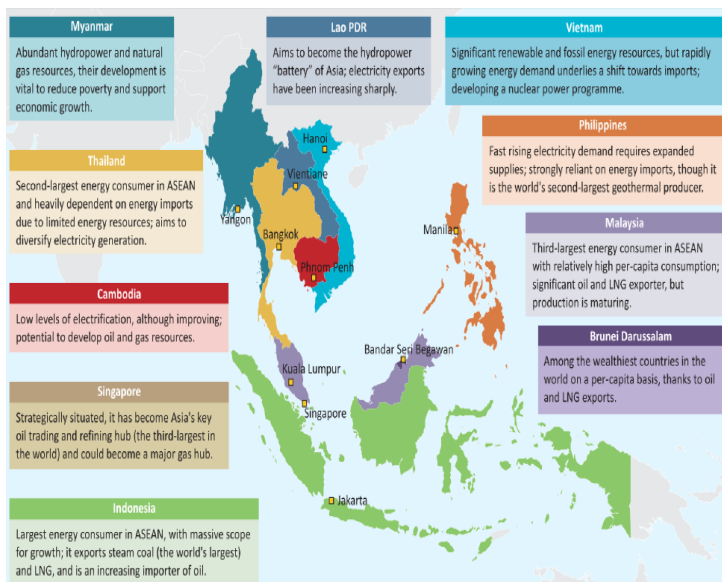 Myanmar
Abundant hydropower and natural
gas resources, their development is
vital to reduce poverty and support
economic growth.
Lao PDR
Aims to become the hydropower
"battery" of Asia; electricity exports
have been increasing sharply.
Vietnam
Significant renewable and fossil energy resources, but rapidly
growing energy demand underlies a shift towards imports;
developing a nuclear power programme.
Thailand
Second-largest energy consumer in ASEAN
and heavily dependent on energy imports
due to limited energy resources; aims to
diversify electricity generation.
Philippines
Fast rising electricity demand requires expanded
supplies; strongly reliant on energy imports, though it
is the world's second-largest geothermal producer.
Malaysia
Third-largest energy consumer in ASEAN
with relatively high per-capita consumption;
significant oil and LNG exporter, but
production is maturing.
Cambodia
Low levels of electrification, although improving;
potential to develop oil and gas resources.
Brunei Darussalam
Among the wealthiest countries in the
world on a per-capita basis, thanks to oil
and LNG exports.
Singapore
Strategically situated, it has become Asia's key
oil trading and refining hub (the third-largest in
the world) and could become a major gas hub.
Indonesia
Largest energy consumer in ASEAN, with massive scope
for growth; it exports steam coal (the world's largest)
and LNG, and is an increasing importer of oil.
Hanoi
Vientiane
Yangon
Bangkok
Manila
Phnom Penh
Bandar Seri Begawan
Kuala Lumpur
Singapore
Jakarta